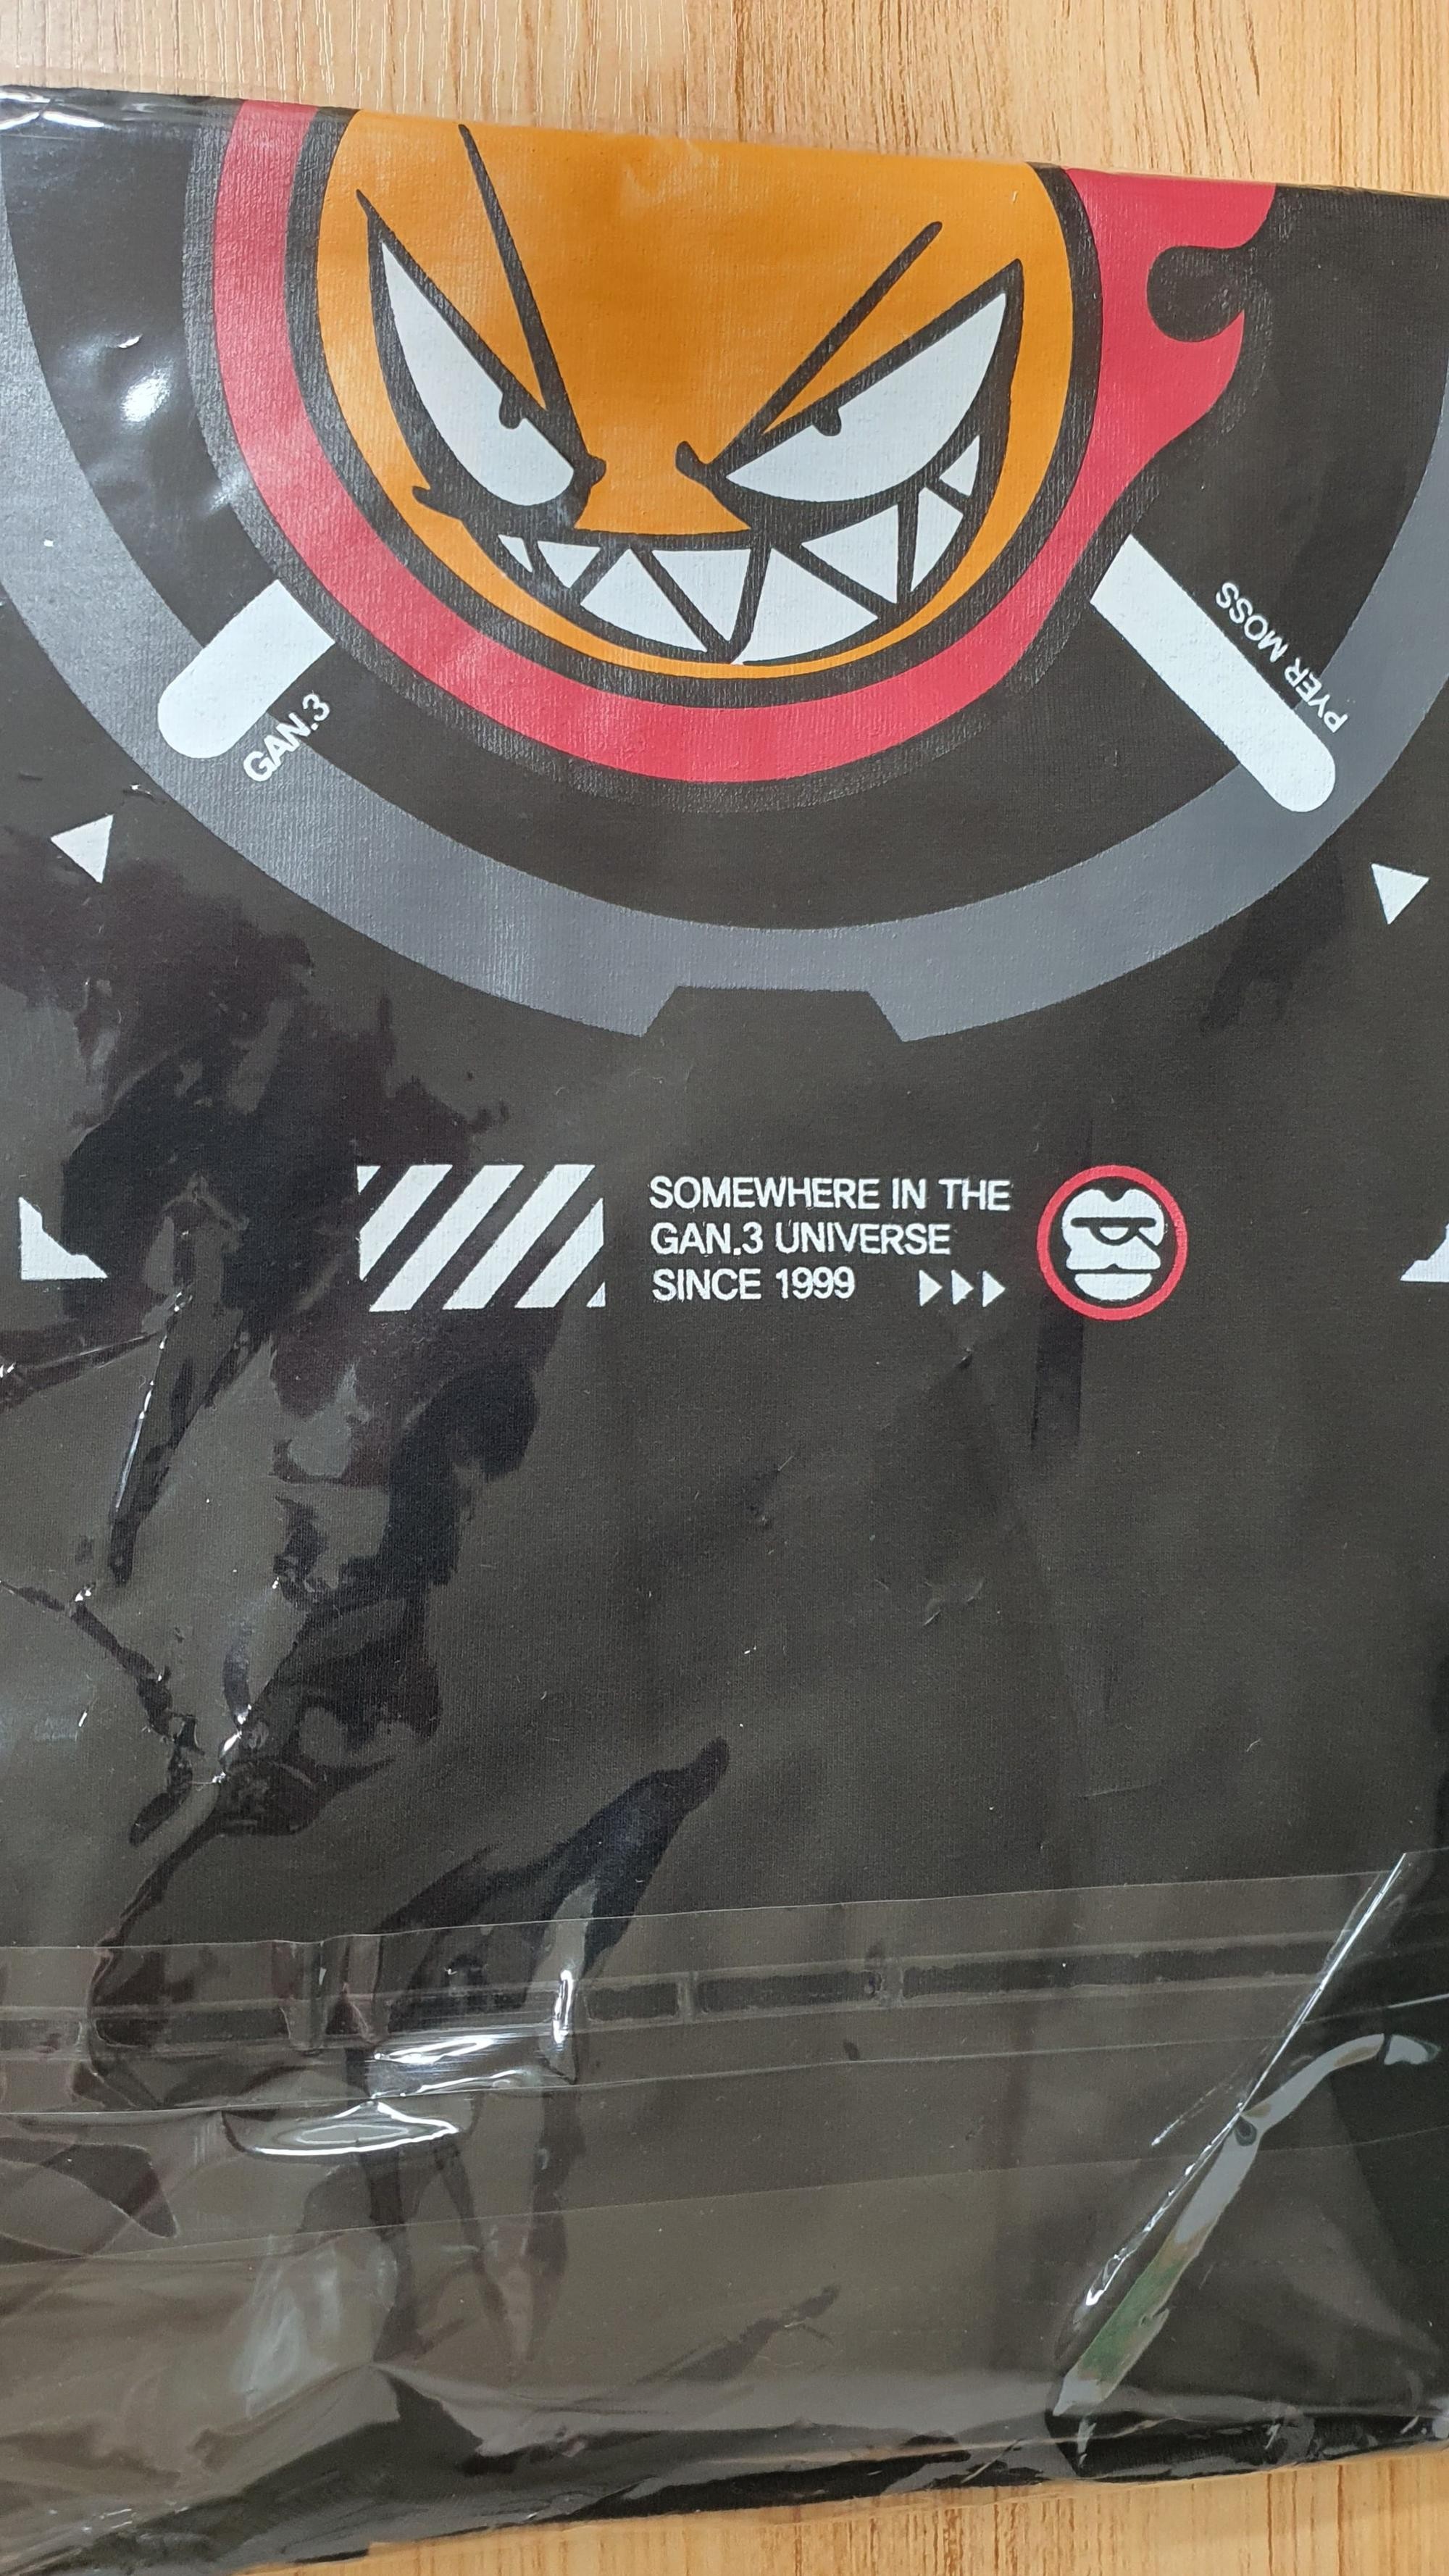 GAN.3
PYER MOSS
SOMEWHERE IN THE
GAN.3 UNIVERSE
SINCE 1999